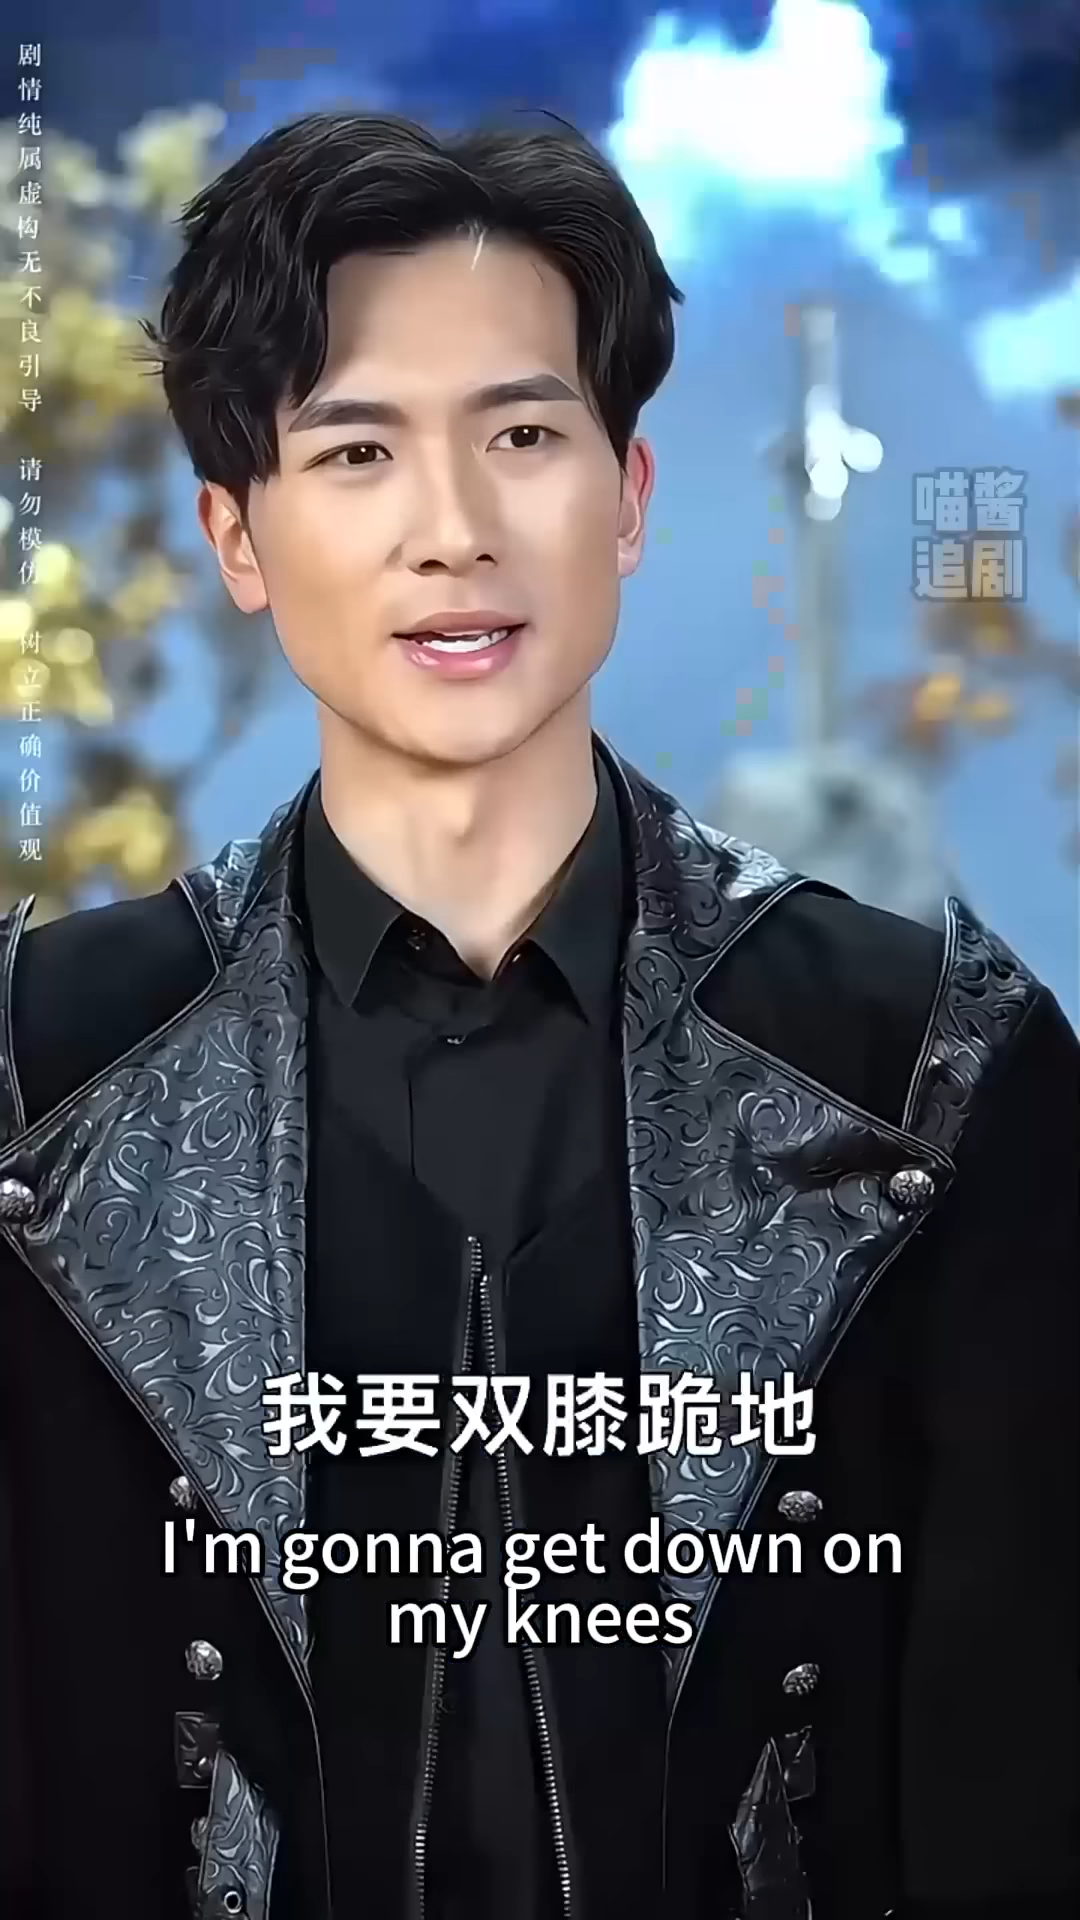 剧情纯属虚构无不良引导 请勿模仿 树立正确价值观
喵酱
追剧
我要双膝跪地
I'm gonna get down on
my knees